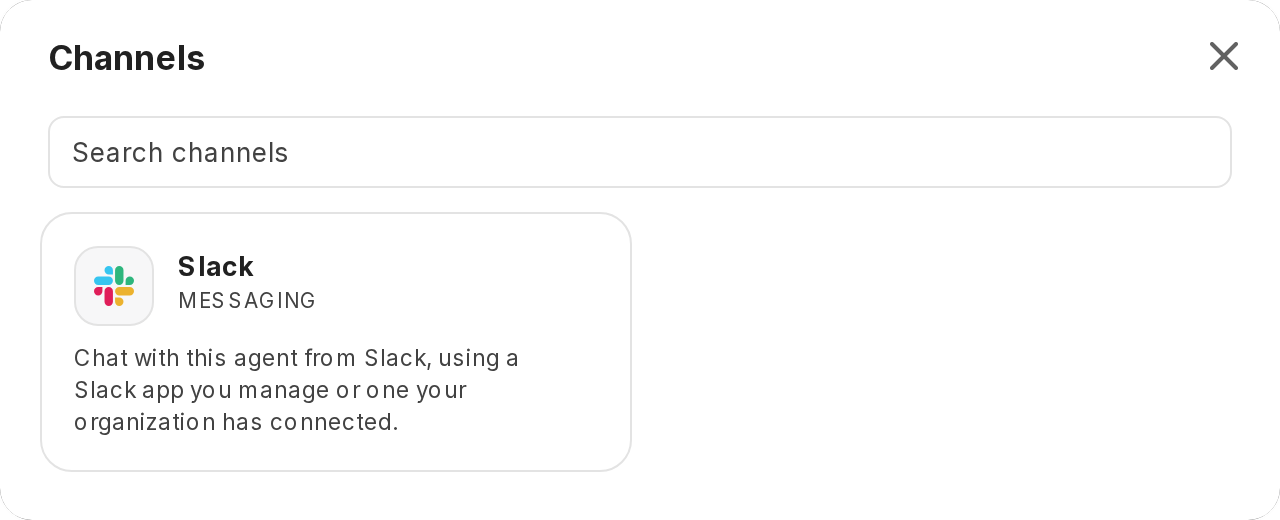 Channels
Search channels
Slack
MESSAGING
Chat with this agent from Slack, using a
Slack app you manage or one your
organization has connected.